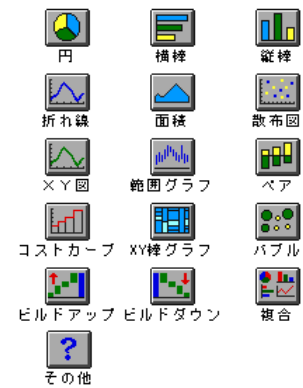 円
横棒
縦棒
折れ線
面積
散布図
XY図
範囲グラフ
ペア
コストカーブ
XY棒グラフ
バブル
ビルドアップ
ビルドダウン
複合
?
その他